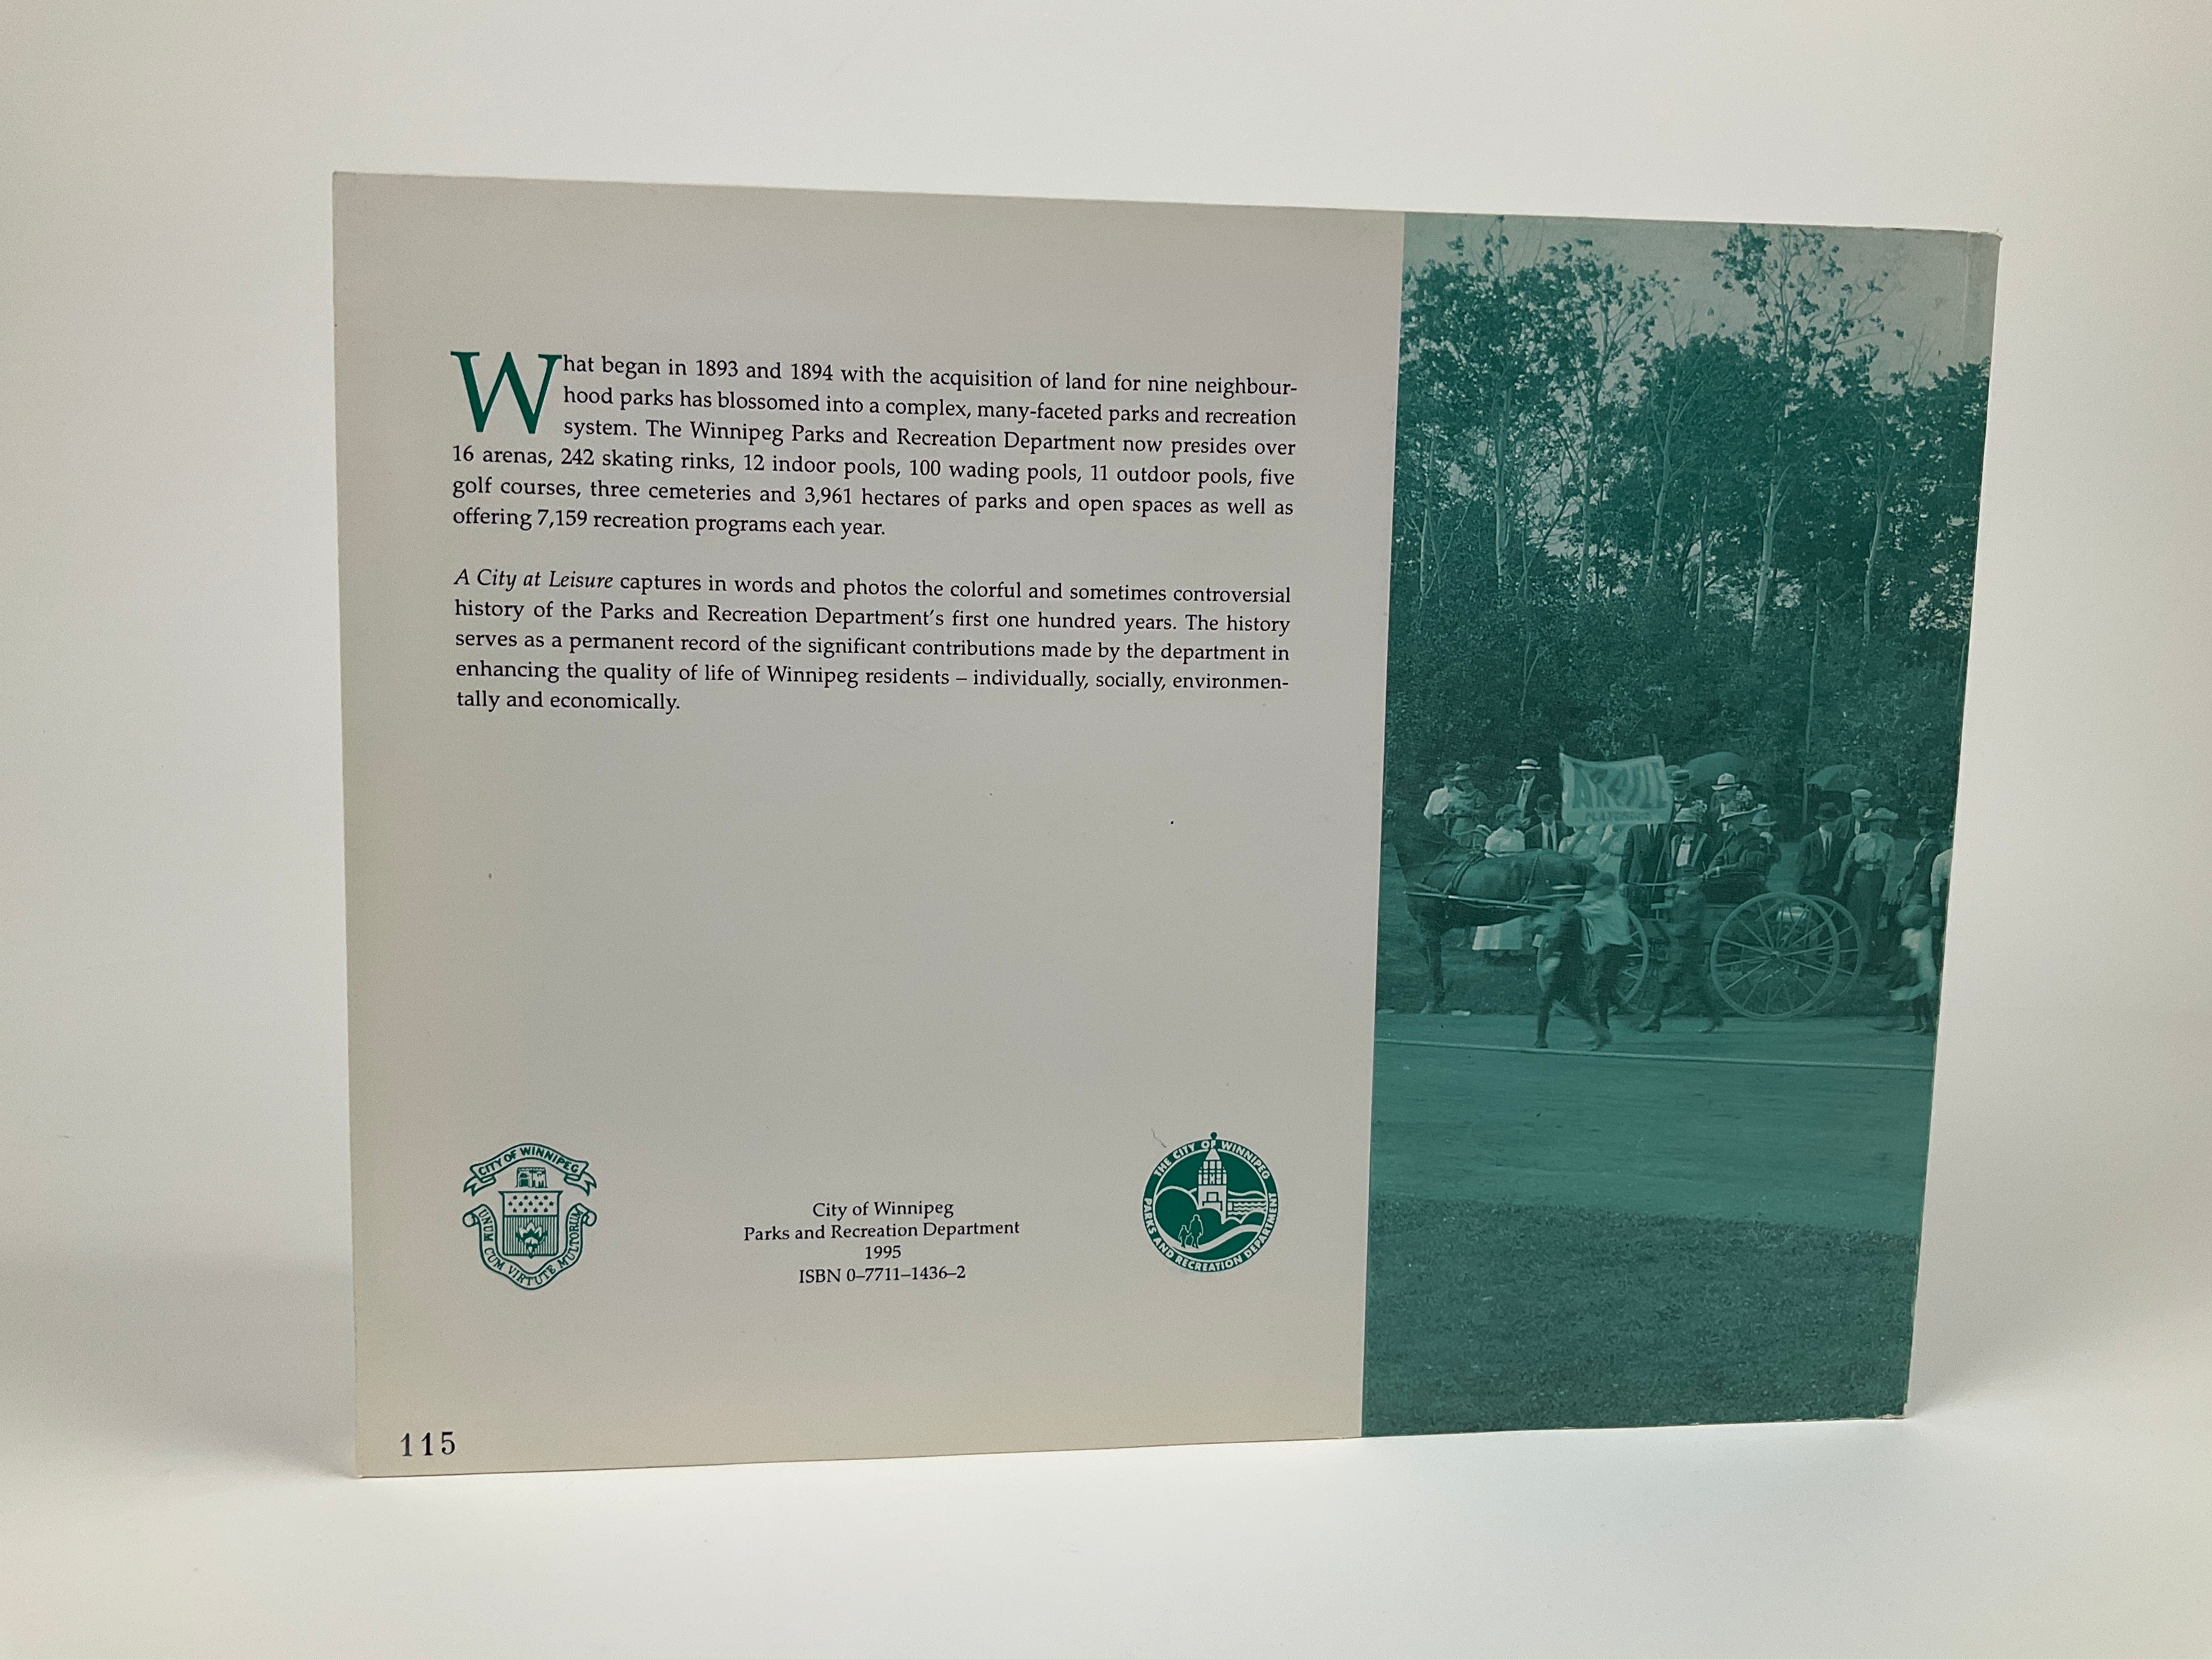 What began in 1893 and 1894 with the acquisition of land for nine neighbour-
hood parks has blossomed into a complex, many-faceted parks and recreation
system. The Winnipeg Parks and Recreation Department now presides over
16 arenas, 242 skating rinks, 12 indoor pools, 100 wading pools, 11 outdoor pools, five
golf courses, three cemeteries and 3,961 hectares of parks and open spaces as well as
offering 7,159 recreation programs each year.
A City at Leisure captures in words and photos the colorful and sometimes controversial
history of the Parks and Recreation Department's first one hundred years. The history
serves as a permanent record of the significant contributions made by the department in
enhancing the quality of life of Winnipeg residents – individually, socially, environmen-
tally and economically.
CITY OF WINNIPEG
UNUM CUM VIRTUTE MULTORUM
City of Winnipeg
Parks and Recreation Department
1995
ISBN 0–7711–1436–2
THE CITY OF WINNIPEG
PARKS AND RECREATION DEPARTMENT
115